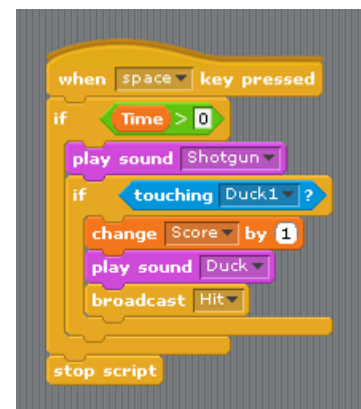 when space key pressed
if Time > 0
play sound Shotgun
if touching Duck1 ?
change Score by 1
play sound Duck
broadcast Hit
stop script